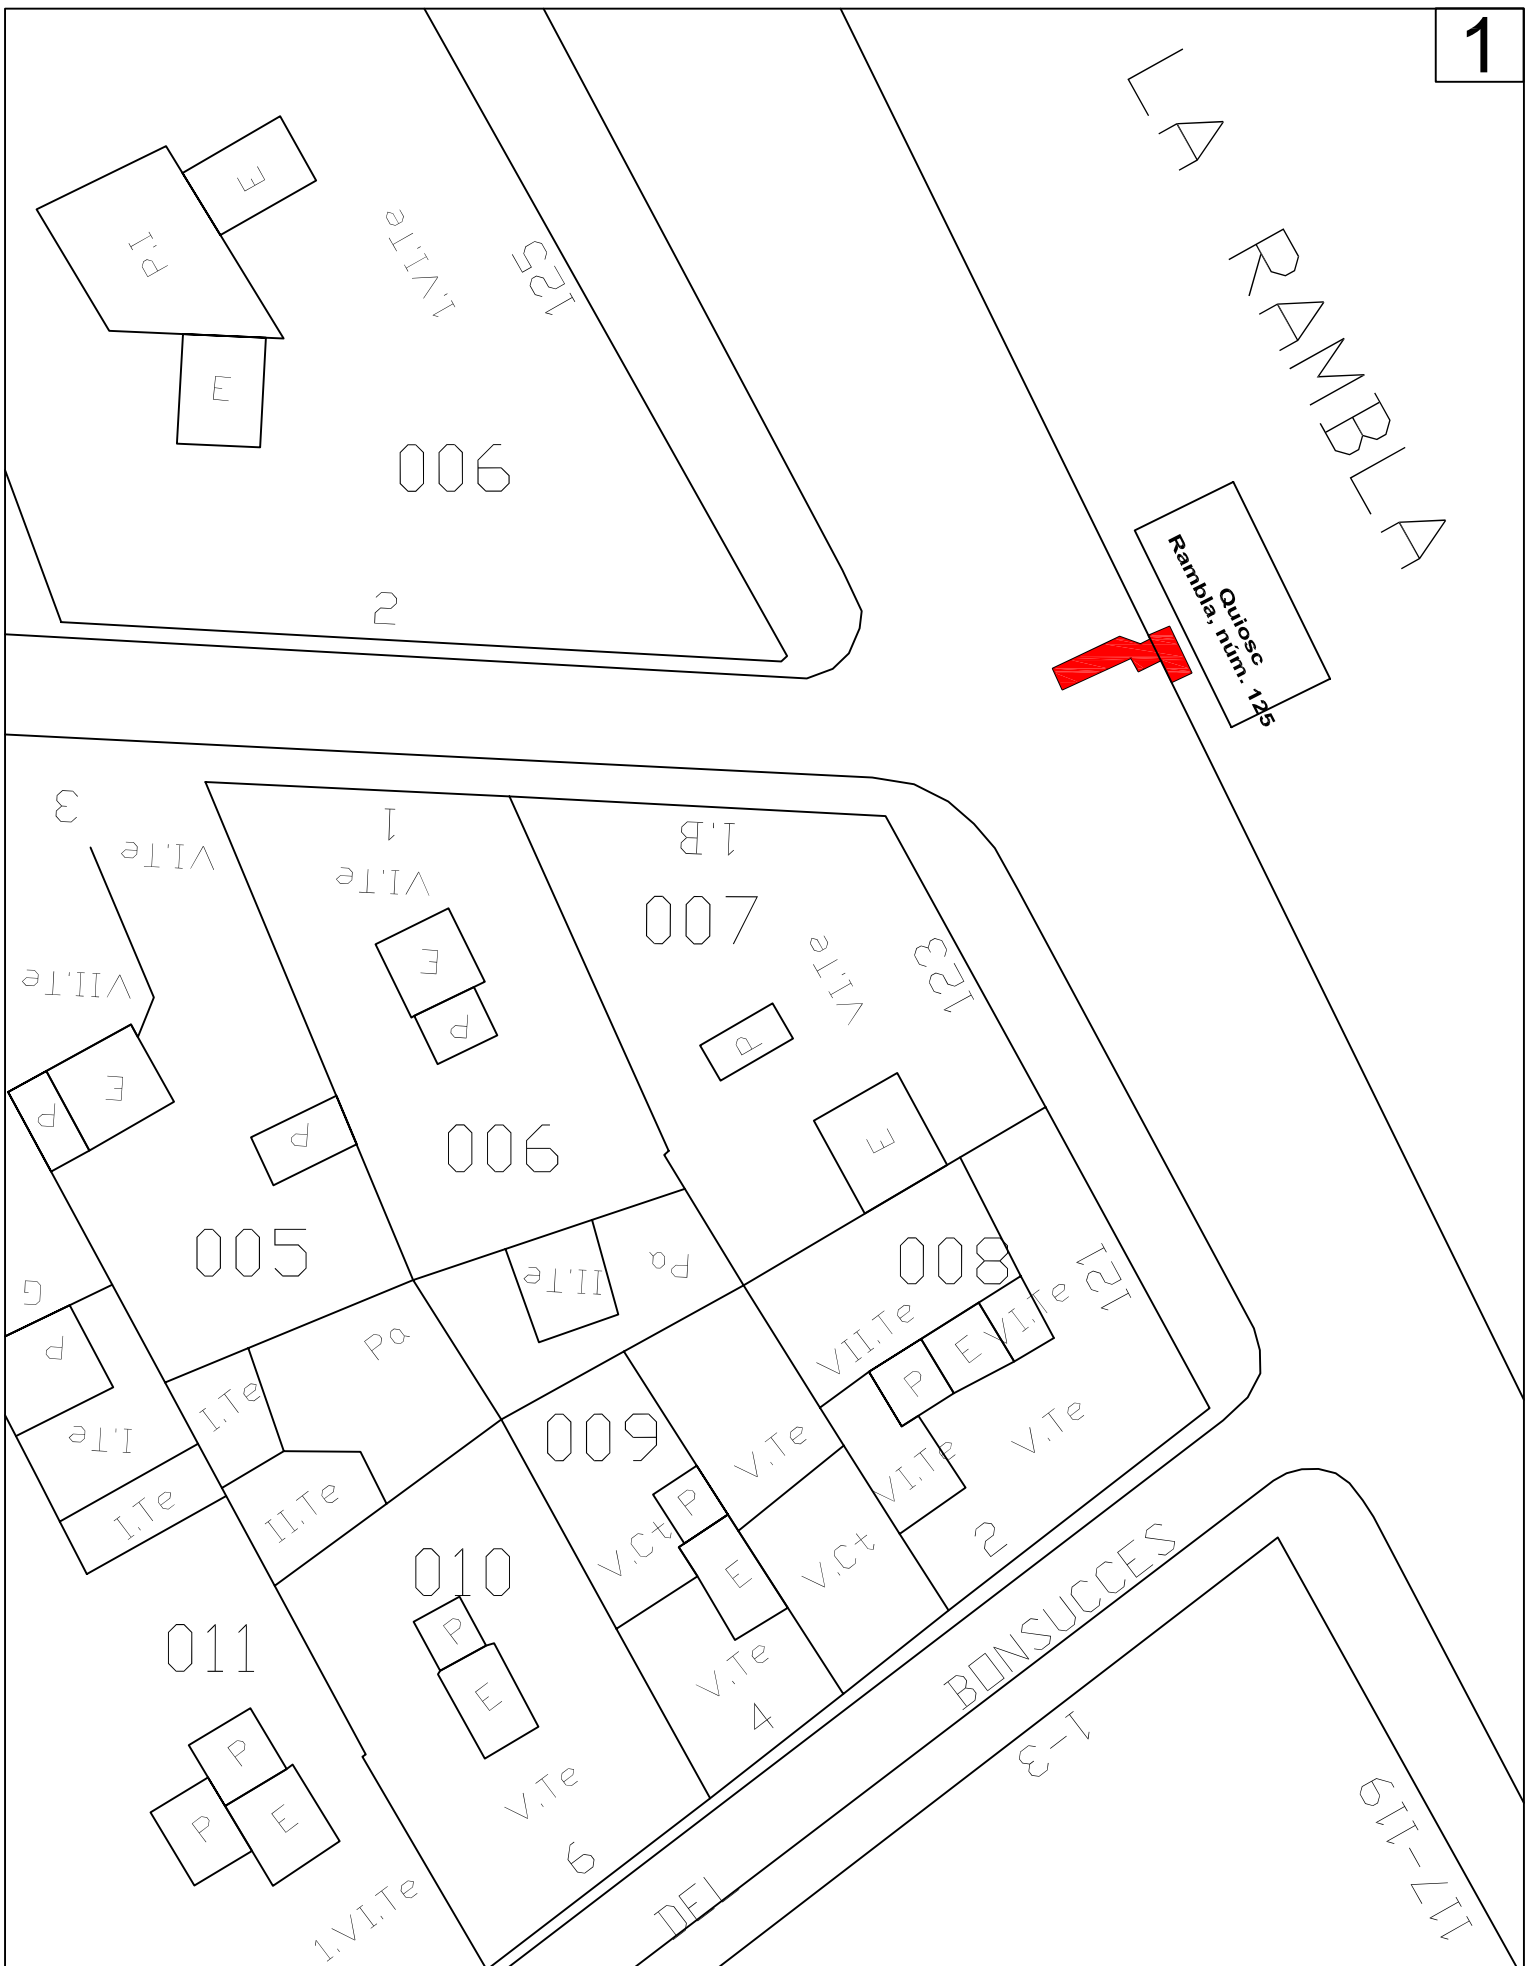 1
LA RAMBLA
E
P.1
1.VI.Te
125
E
006
2
Quiosc
Rambla, núm. 125
3
VI.Te
1
VI.Te
1.B
007
VII.Te
E
P
VI.Te
123
P
E
P
P
E
006
005
008
G
P
II.Te
Pa
Pa
121
VII.Te
VI.Te
E
P
I.Te
I.Te
009
V.Te
V.Te
VI.Te
I.Te
II.Te
P
V.Ct
V.Ct
2
E
010
011
P
V.Te
4
BONSUCCES
E
P
P
E
V.Te
1-3
6
117-119
1.VI.Te
DEL